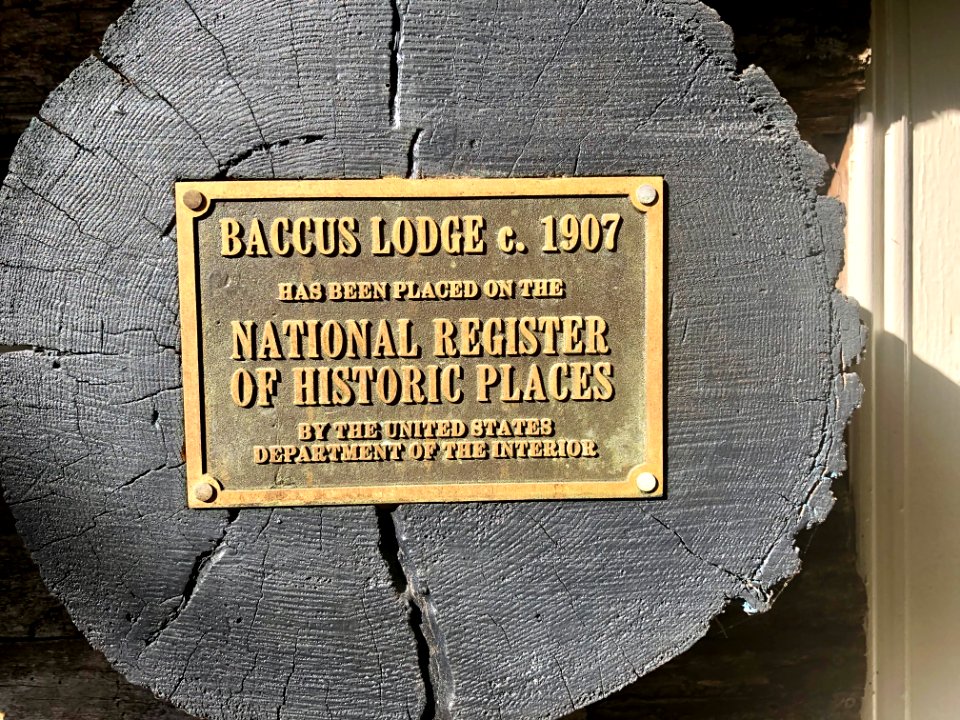 BACCUS LODGE c. 1907
HAS BEEN PLACED ON THE
NATIONAL REGISTER
OF HISTORIC PLACES
BY THE UNITED STATES
DEPARTMENT OF THE INTERIOR